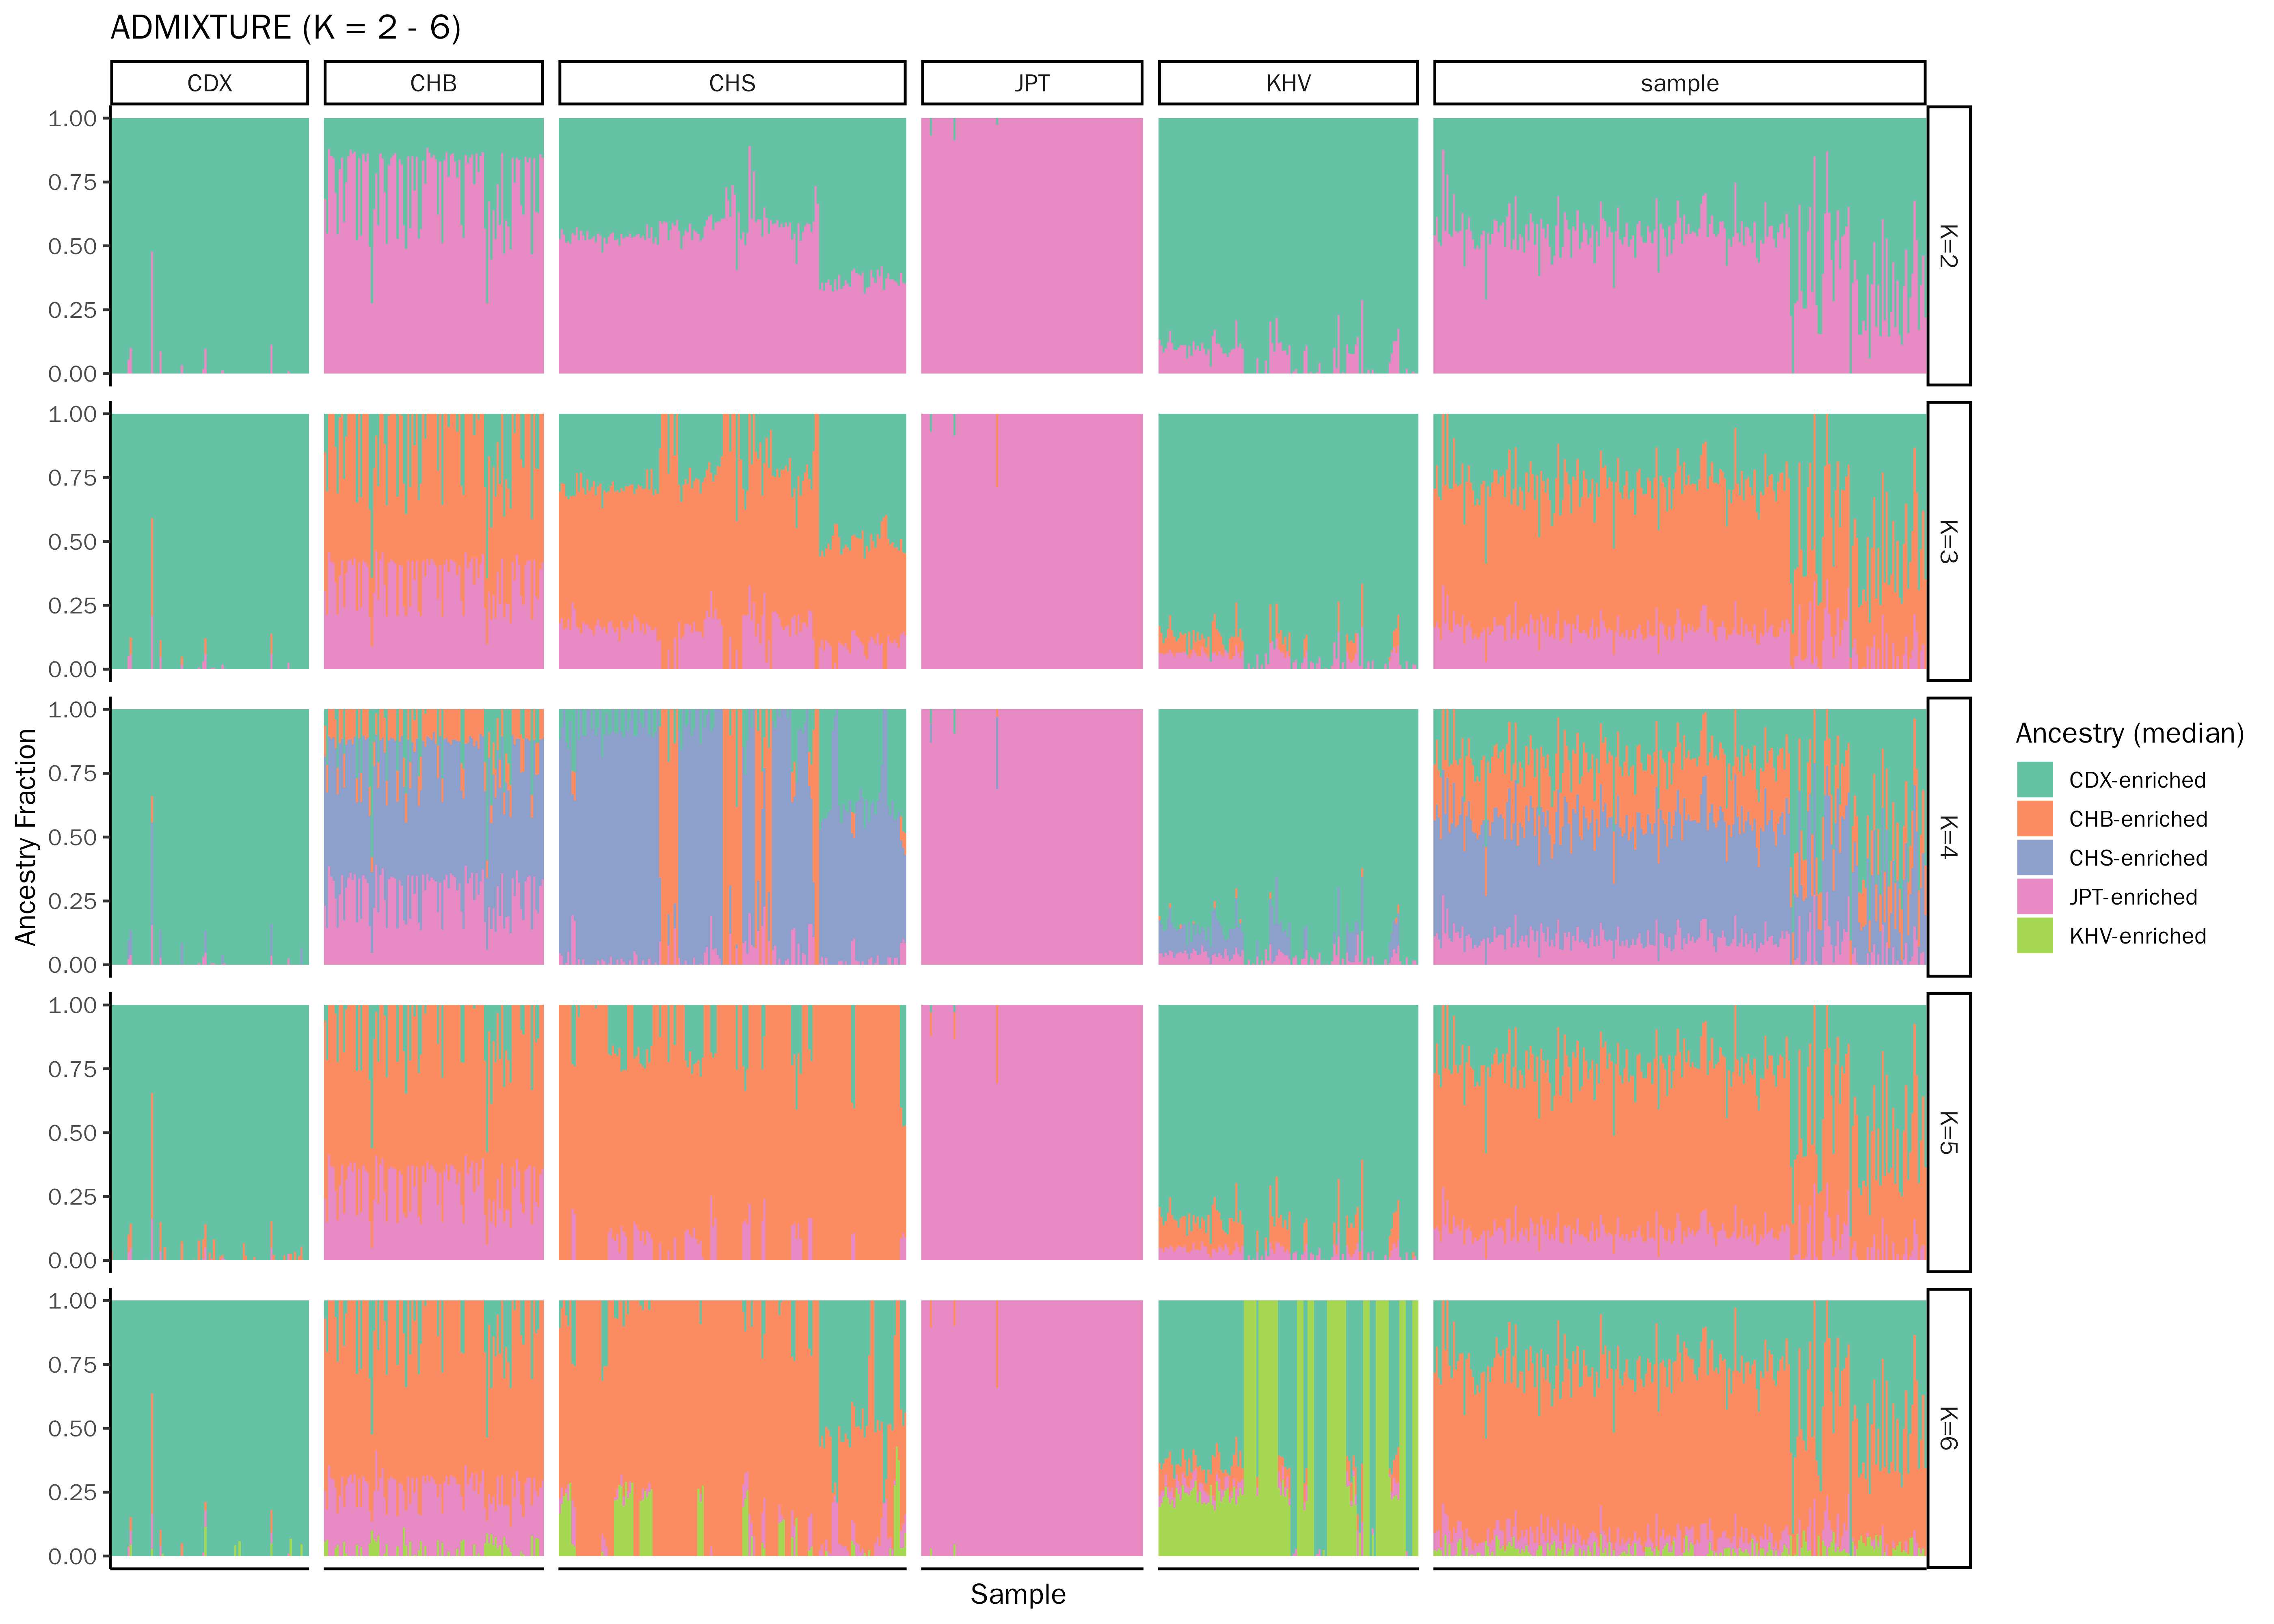 ADMIXTURE (K = 2 - 6)
CDX CHB CHS JPT KHV sample
1.00
0.75
0.50
0.25
0.00
K=2
1.00
0.75
0.50
0.25
0.00
K=3
1.00
0.75
0.50
0.25
0.00
K=4
1.00
0.75
0.50
0.25
0.00
K=5
1.00
0.75
0.50
0.25
0.00
K=6
Ancestry Fraction
Sample
Ancestry (median)
CDX-enriched
CHB-enriched
CHS-enriched
JPT-enriched
KHV-enriched